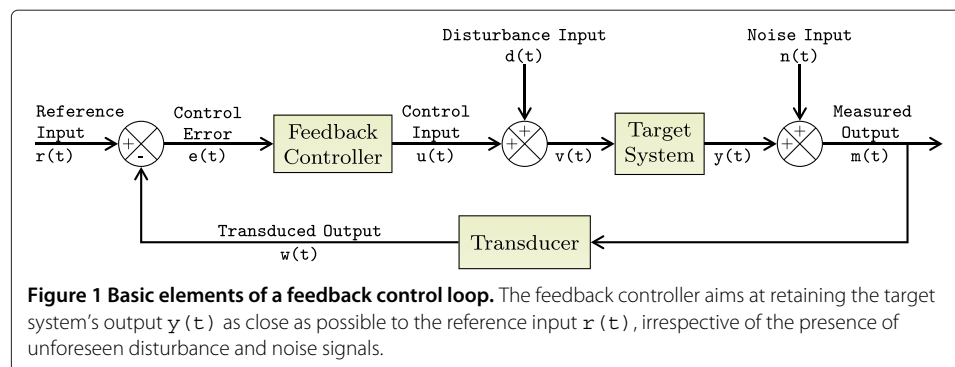 Disturbance Input
d(t)
Noise Input
n(t)
Reference
Input
r(t)
+
-
Control
Error
e(t)
Feedback
Controller
Control
Input
u(t)
+
+
v(t)
Target
System
y(t)
+
+
Measured
Output
m(t)
Transduced Output
w(t)
Transducer
Figure 1 Basic elements of a feedback control loop. The feedback controller aims at retaining the target
system's output y(t) as close as possible to the reference input r(t), irrespective of the presence of
unforeseen disturbance and noise signals.